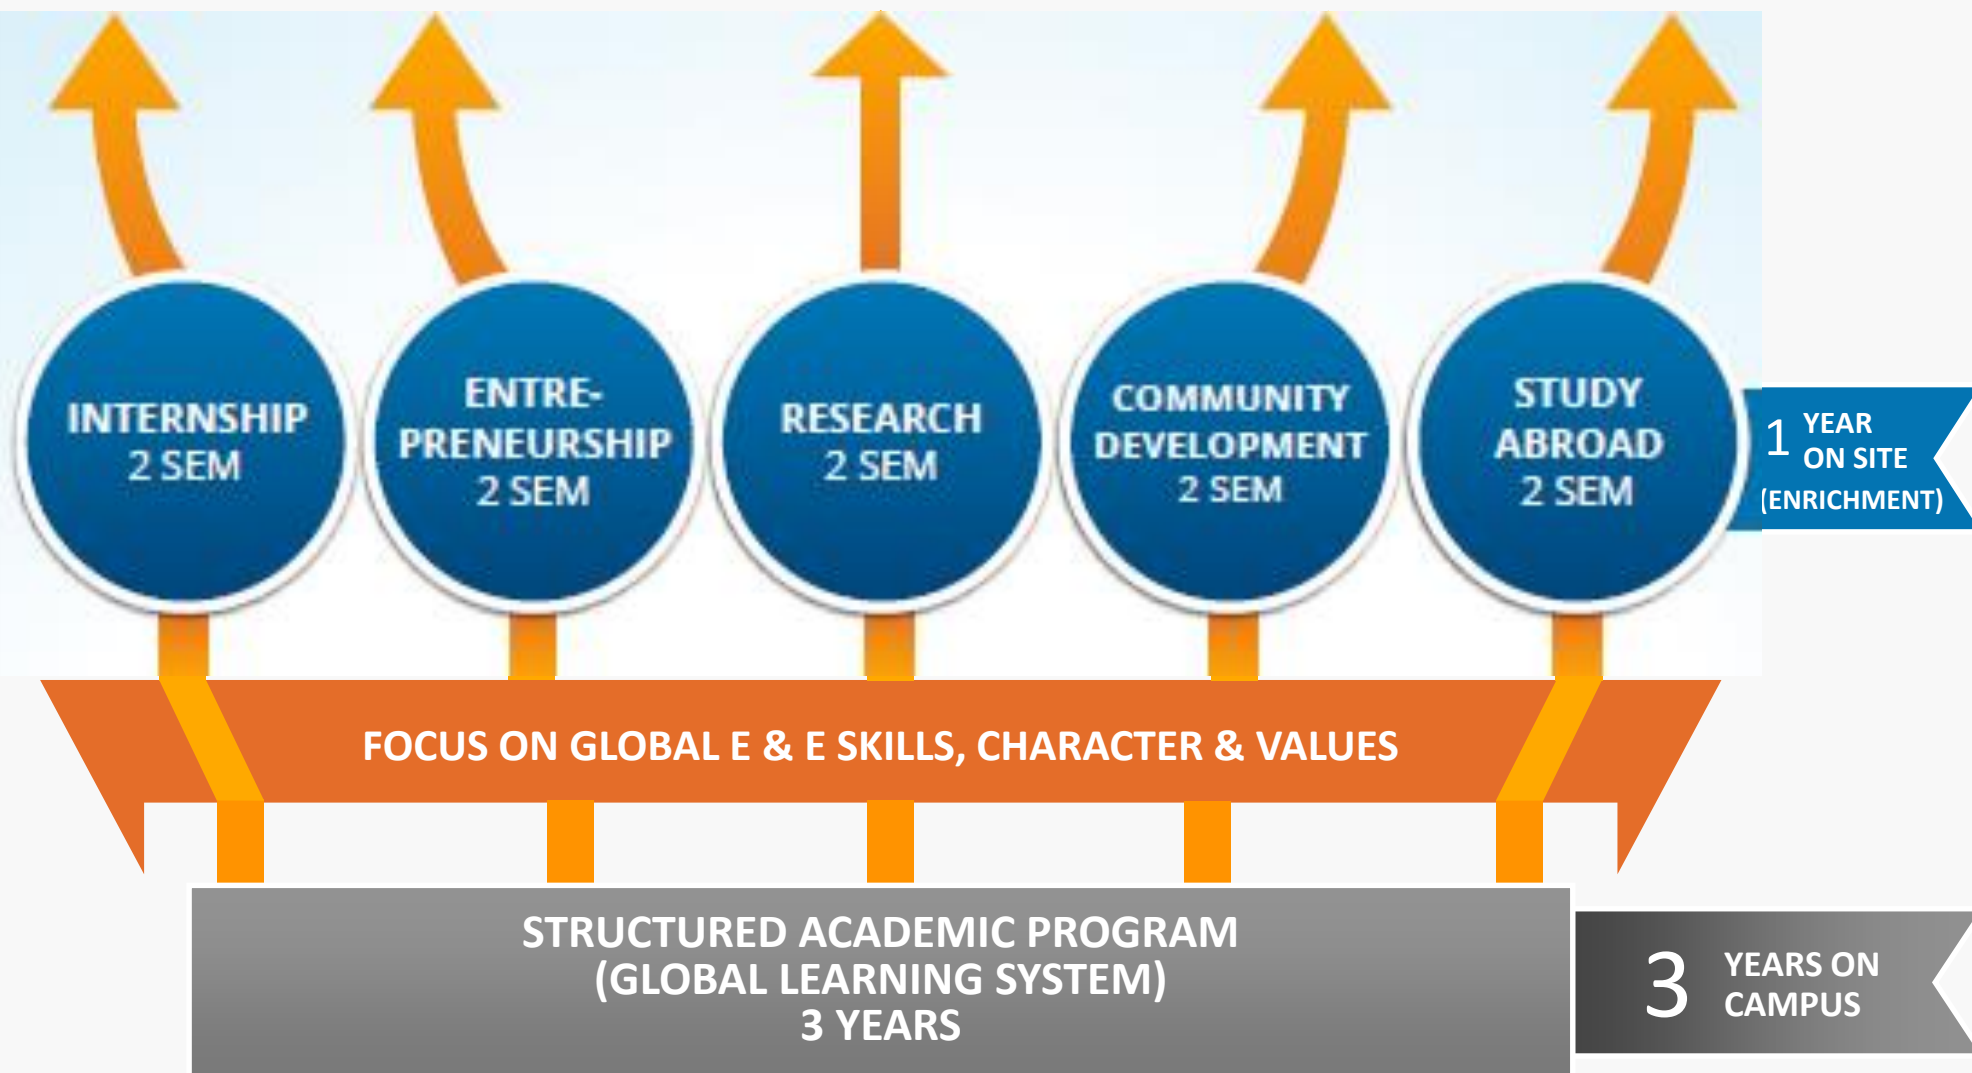 INTERNSHIP
2 SEM
ENTRE-
PRENEURSHIP
2 SEM
RESEARCH
2 SEM
COMMUNITY
DEVELOPMENT
2 SEM
STUDY
ABROAD
2 SEM
1 YEAR
ON SITE
(ENRICHMENT)
FOCUS ON GLOBAL E & E SKILLS, CHARACTER & VALUES
STRUCTURED ACADEMIC PROGRAM
(GLOBAL LEARNING SYSTEM)
3 YEARS
3 YEARS ON
CAMPUS